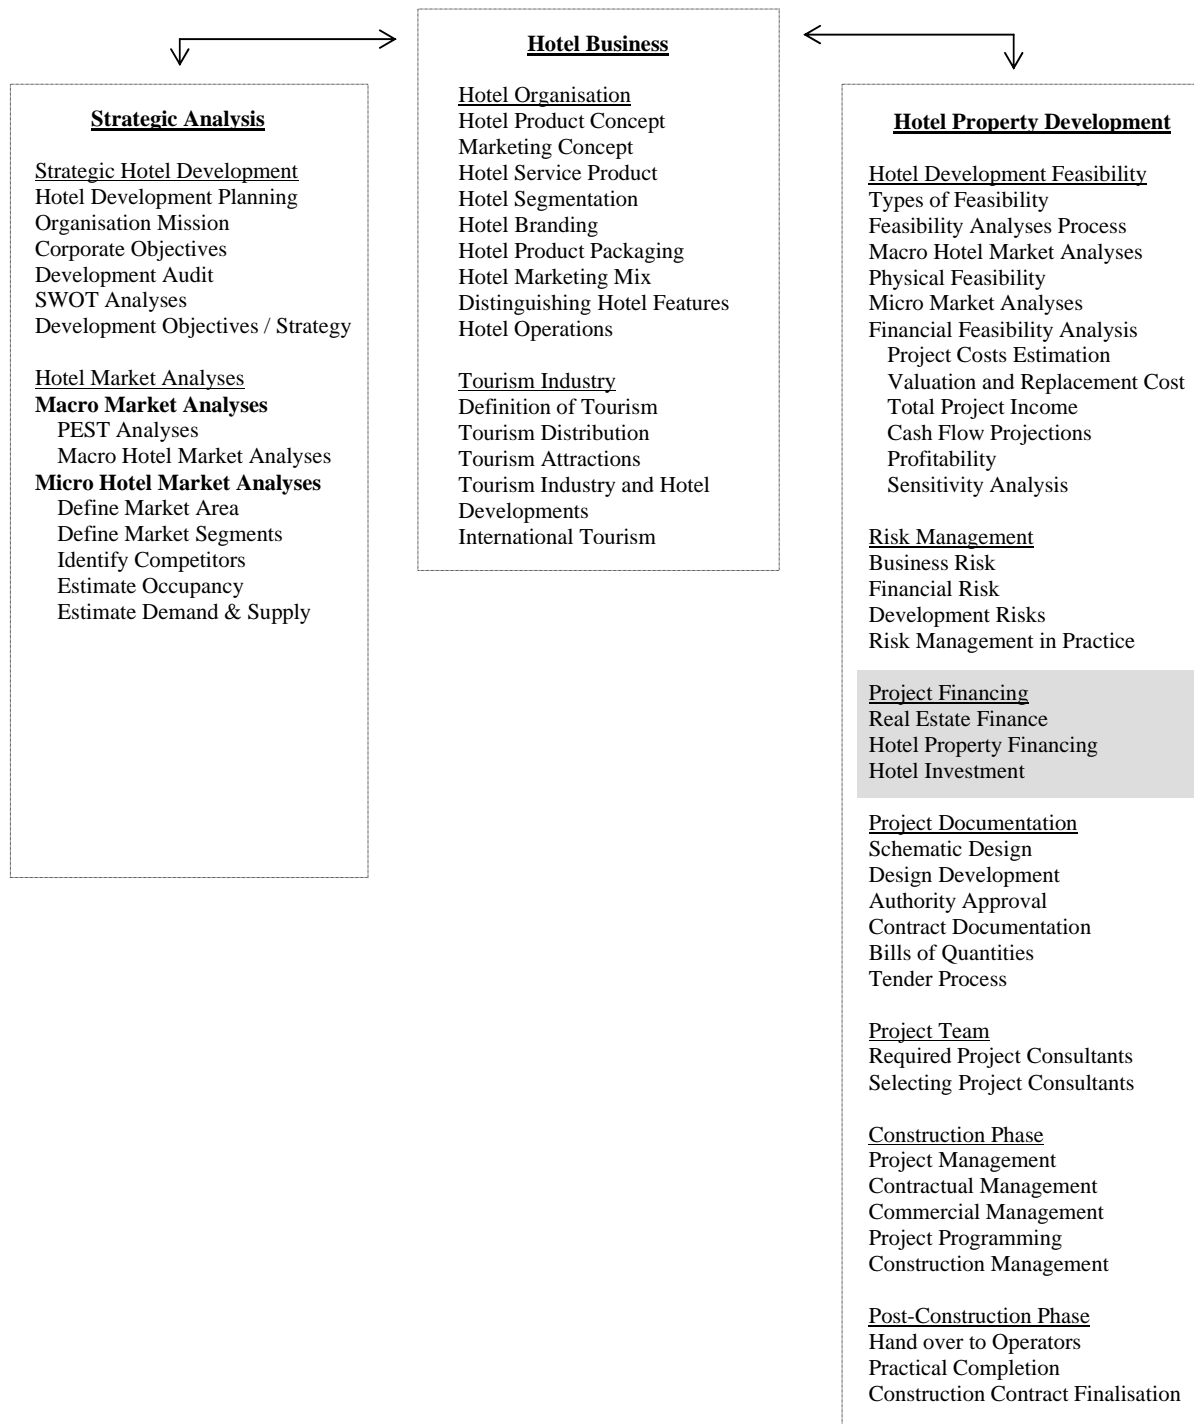 Hotel Business
Hotel Organisation
Hotel Product Concept
Marketing Concept
Hotel Service Product
Hotel Segmentation
Hotel Branding
Hotel Product Packaging
Hotel Marketing Mix
Distinguishing Hotel Features
Hotel Operations
Tourism Industry
Definition of Tourism
Tourism Distribution
Tourism Attractions
Tourism Industry and Hotel
Developments
International Tourism
Strategic Analysis
Strategic Hotel Development
Hotel Development Planning
Organisation Mission
Corporate Objectives
Development Audit
SWOT Analyses
Development Objectives / Strategy
Hotel Market Analyses
Macro Market Analyses
PEST Analyses
Macro Hotel Market Analyses
Micro Hotel Market Analyses
Define Market Area
Define Market Segments
Identify Competitors
Estimate Occupancy
Estimate Demand & Supply
Hotel Property Development
Hotel Development Feasibility
Types of Feasibility
Feasibility Analyses Process
Macro Hotel Market Analyses
Physical Feasibility
Micro Market Analyses
Financial Feasibility Analysis
Project Costs Estimation
Valuation and Replacement Cost
Total Project Income
Cash Flow Projections
Profitability
Sensitivity Analysis
Risk Management
Business Risk
Financial Risk
Development Risks
Risk Management in Practice
Project Financing
Real Estate Finance
Hotel Property Financing
Hotel Investment
Project Documentation
Schematic Design
Design Development
Authority Approval
Contract Documentation
Bills of Quantities
Tender Process
Project Team
Required Project Consultants
Selecting Project Consultants
Construction Phase
Project Management
Contractual Management
Commercial Management
Project Programming
Construction Management
Post-Construction Phase
Hand over to Operators
Practical Completion
Construction Contract Finalisation